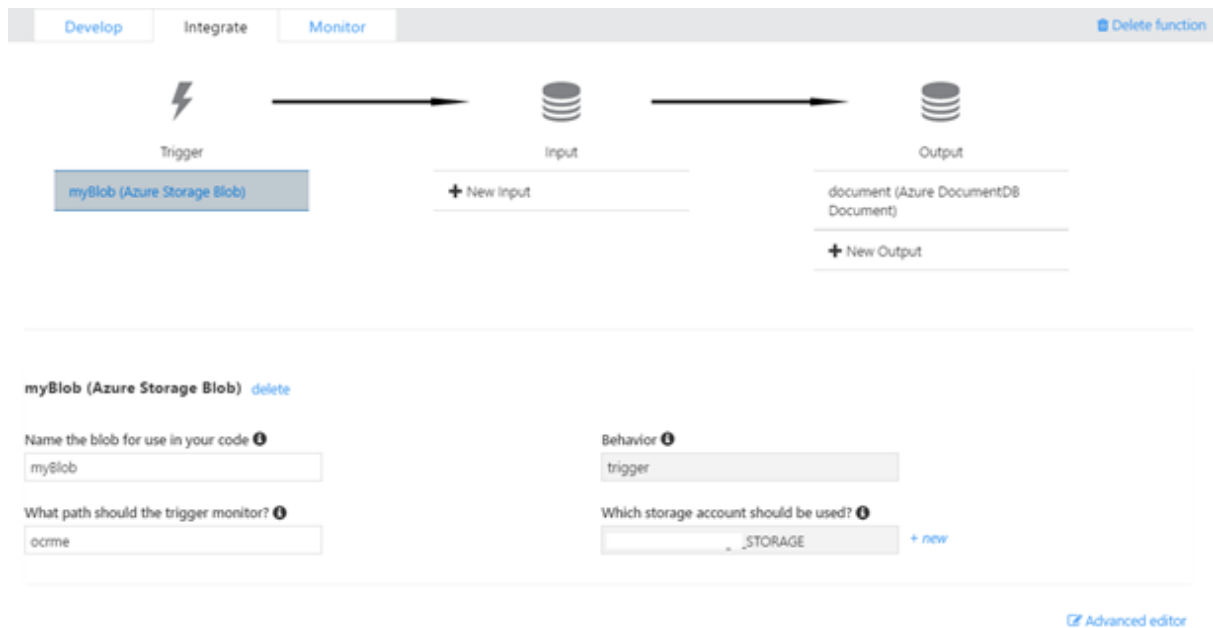 Develop Integrate Monitor Delete function
Trigger Input Output
myBlob (Azure Storage Blob) New Input document (Azure DocumentDB
Document)
New Output
myBlob (Azure Storage Blob) delete
Name the blob for use in your code Behavior
myBlob trigger
What path should the trigger monitor? Which storage account should be used?
ocrme _ _STORAGE + new
Advanced editor